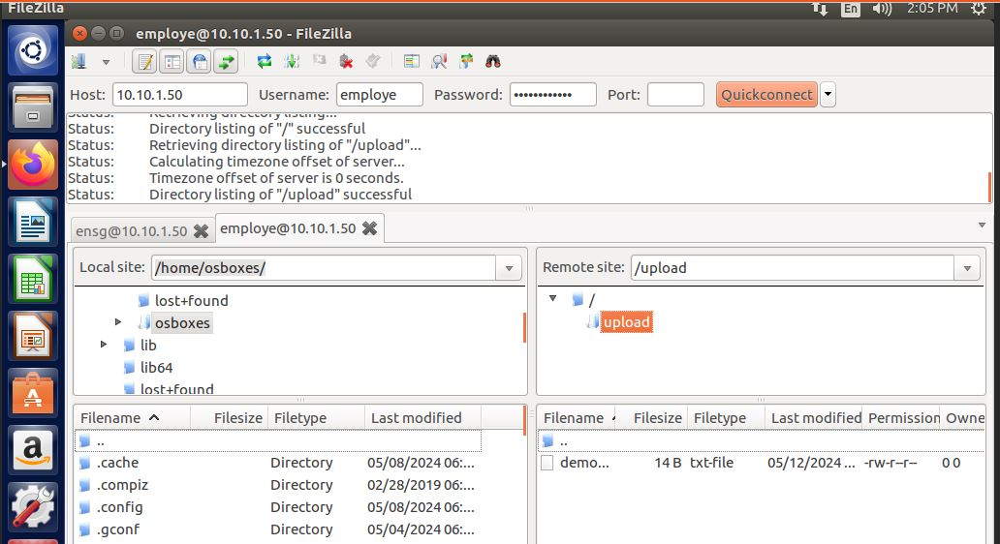 FileZilla En 2:05 PM
employe@10.10.1.50 - FileZilla
Host: 10.10.1.50 Username: employe Password: •••••••••••• Port: Quickconnect
Status: Retrieving directory listing...
Status: Directory listing of "/" successful
Status: Retrieving directory listing of "/upload"...
Status: Calculating timezone offset of server...
Status: Timezone offset of server is 0 seconds.
Status: Directory listing of "/upload" successful
ensg@10.10.1.50 employe@10.10.1.50
Local site: /home/osboxes/ Remote site: /upload
lost+found /
osboxes upload
lib
lib64
lost+found
Filename Filesize Filetype Last modified Filename Filesize Filetype Last modified Permission Owne
.. ..
.cache Directory 05/08/2024 06:... demo... 14 B txt-file 05/12/2024 ... -rw-r--r-- 0 0
.compiz Directory 02/28/2019 06:...
.config Directory 05/08/2024 06:...
.gconf Directory 05/04/2024 06:...